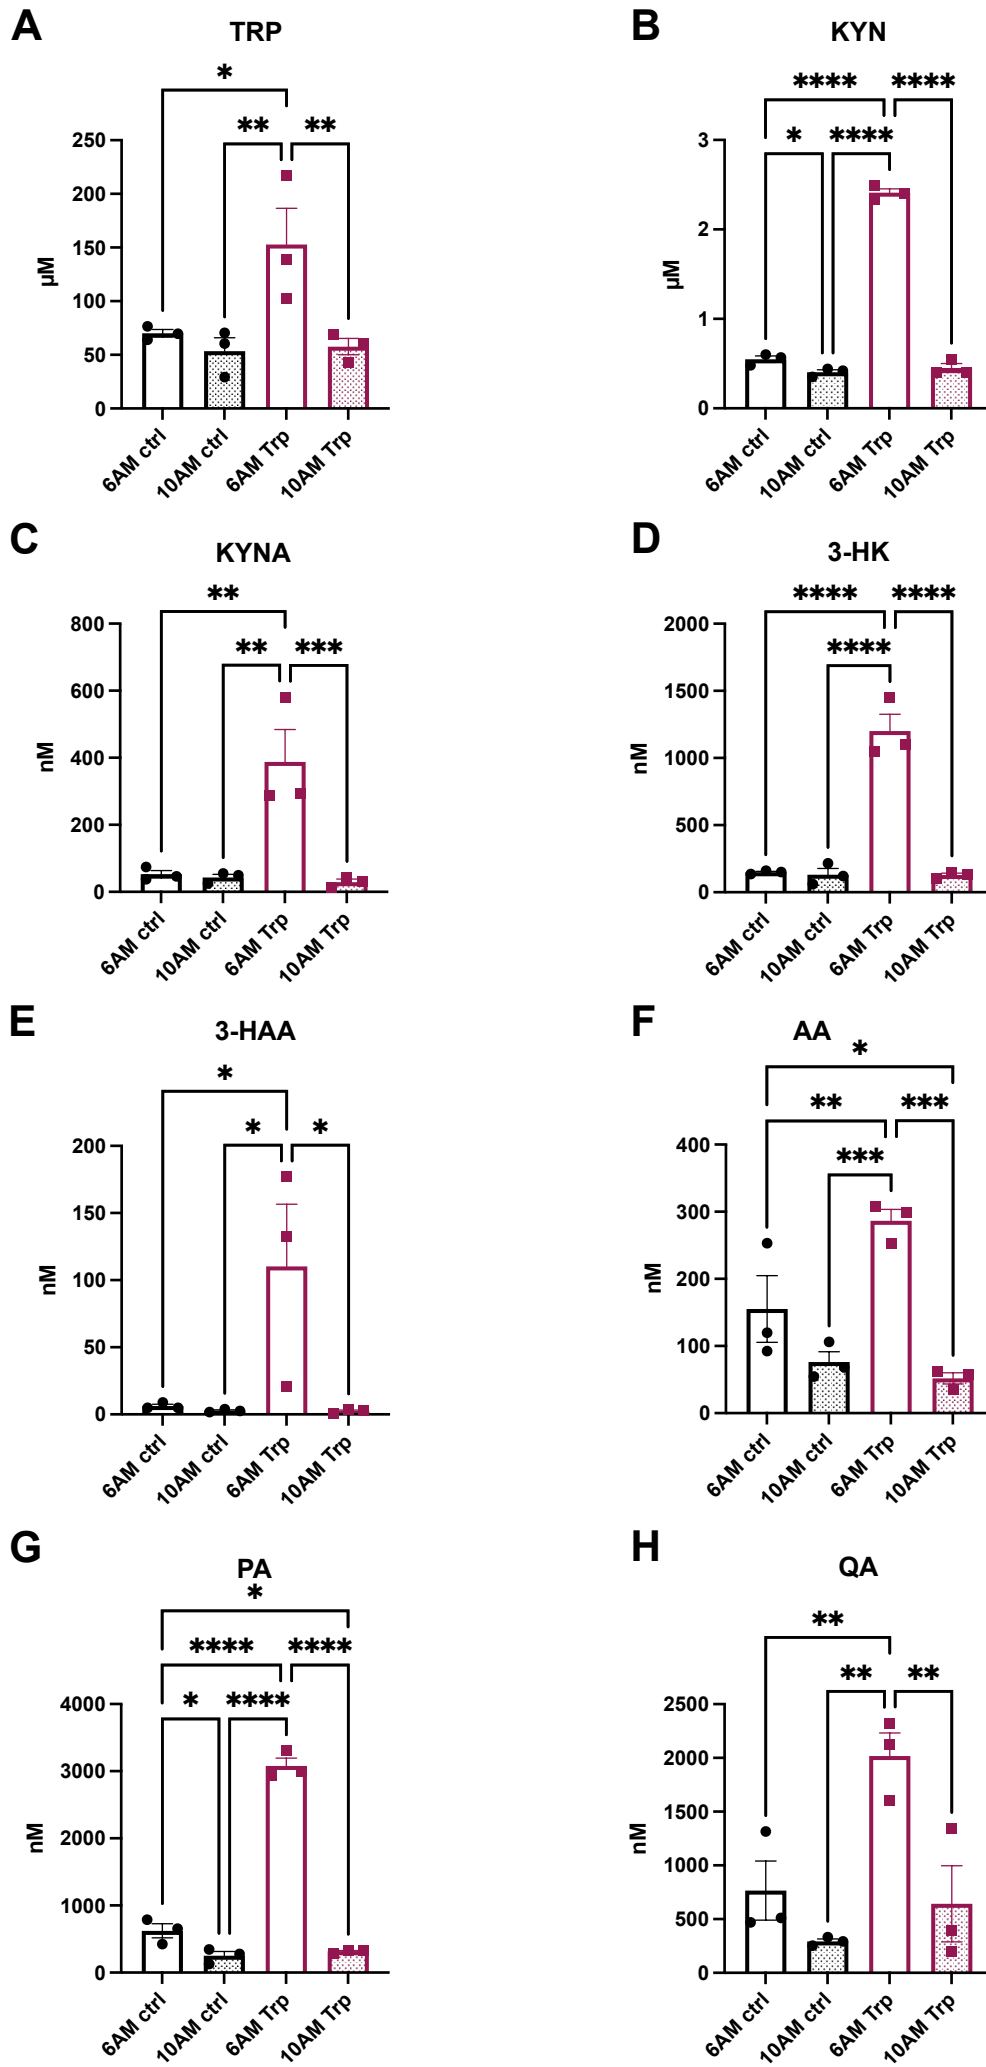 A
TRP
*
** **
250
200
150
100
50
0
µM
6AM ctrl
10AM ctrl
6AM Trp
10AM Trp
B
KYN
**** ****
* ****
3
2
1
0
µM
6AM ctrl
10AM ctrl
6AM Trp
10AM Trp
C
KYNA
**
** ***
800
600
400
200
0
nM
6AM ctrl
10AM ctrl
6AM Trp
10AM Trp
D
3-HK
**** ****
****
2000
1500
1000
500
0
nM
6AM ctrl
10AM ctrl
6AM Trp
10AM Trp
E
3-HAA
*
* *
200
150
100
50
0
nM
6AM ctrl
10AM ctrl
6AM Trp
10AM Trp
F
AA
*
** ***
***
400
300
200
100
0
nM
6AM ctrl
10AM ctrl
6AM Trp
10AM Trp
G
PA
*
**** ****
* ****
4000
3000
2000
1000
0
nM
6AM ctrl
10AM ctrl
6AM Trp
10AM Trp
H
QA
**
** **
2500
2000
1500
1000
500
0
nM
6AM ctrl
10AM ctrl
6AM Trp
10AM Trp